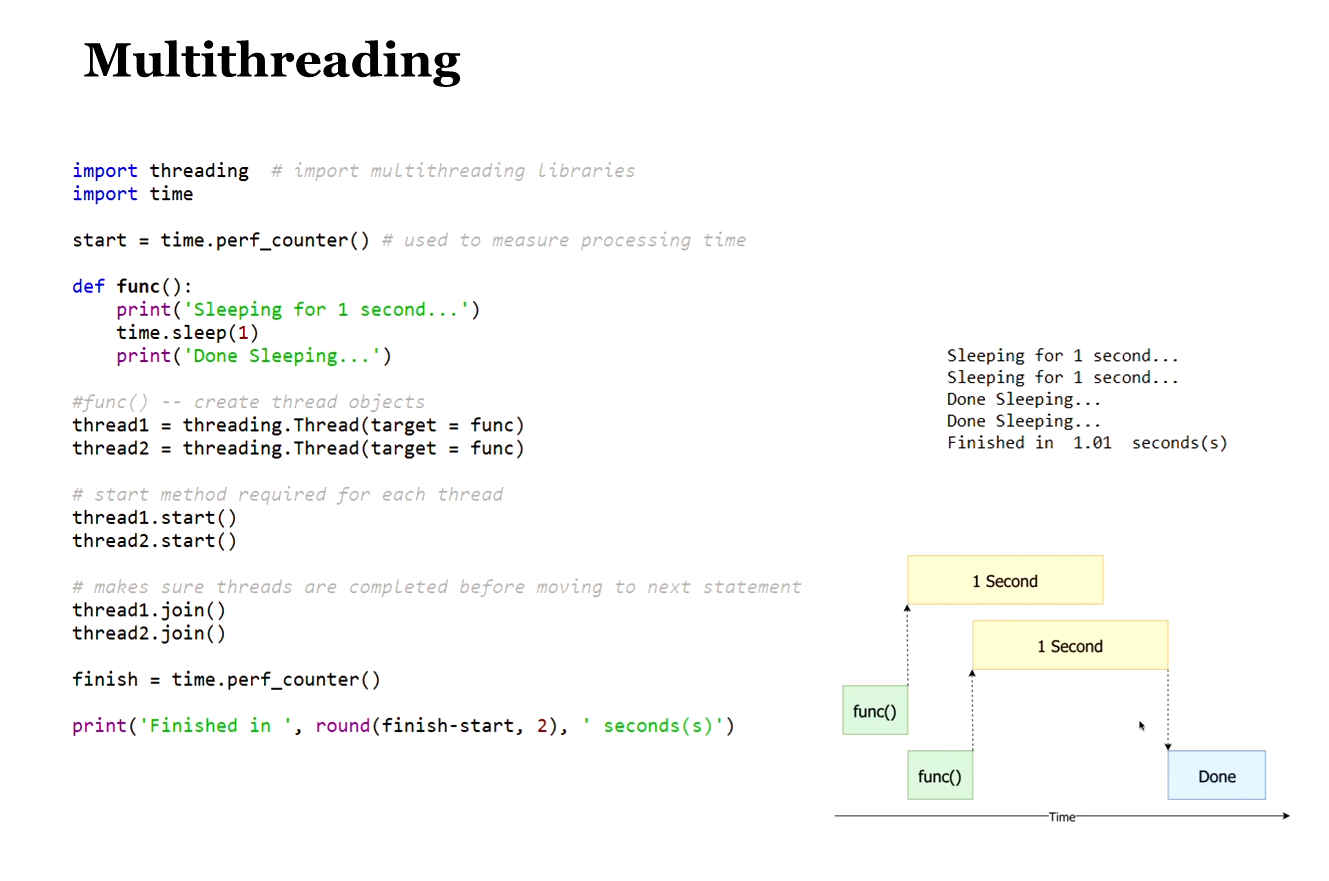 Multithreading
import threading  # import multithreading libraries
import time
start = time.perf_counter() # used to measure processing time
def func():
    print('Sleeping for 1 second...')
    time.sleep(1)
    print('Done Sleeping...')
#func() -- create thread objects
thread1 = threading.Thread(target = func)
thread2 = threading.Thread(target = func)
# start method required for each thread
thread1.start()
thread2.start()
# makes sure threads are completed before moving to next statement
thread1.join()
thread2.join()
finish = time.perf_counter()
print('Finished in ', round(finish-start, 2), ' seconds(s)')
Sleeping for 1 second...
Sleeping for 1 second...
Done Sleeping...
Done Sleeping...
Finished in  1.01  seconds(s)
1 Second
1 Second
func()
func()
Done
Time